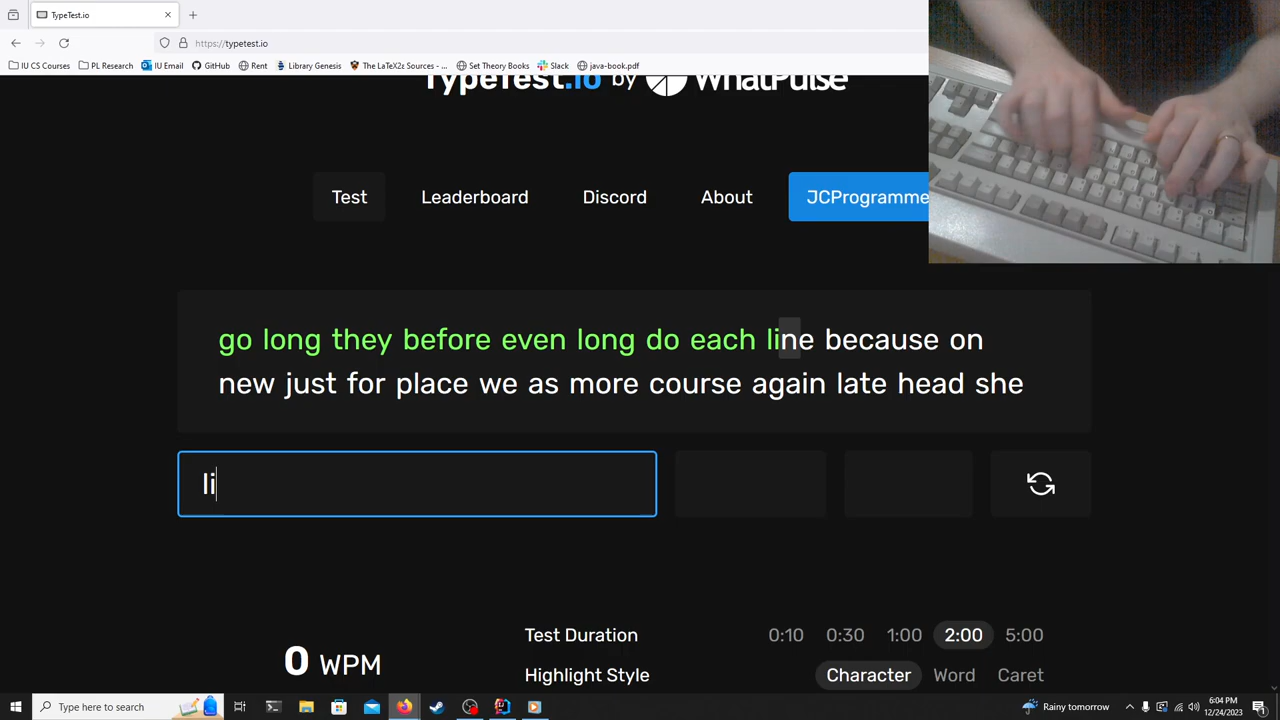 TypeTest.io
https://typetest.io
IU CS Courses PL Research IU Email GitHub Rent Library Genesis The LaTeX2ε Sources - ... Set Theory Books Slack java-book.pdf
TypeTest.io by WhatPulse
Test Leaderboard Discord About JCProgramme
go long they before even long do each line because on
new just for place we as more course again late head she
li
Test Duration 0:10 0:30 1:00 2:00 5:00
0 WPM
Highlight Style Character Word Caret
Type here to search
Rainy tomorrow
6:04 PM
12/24/2023